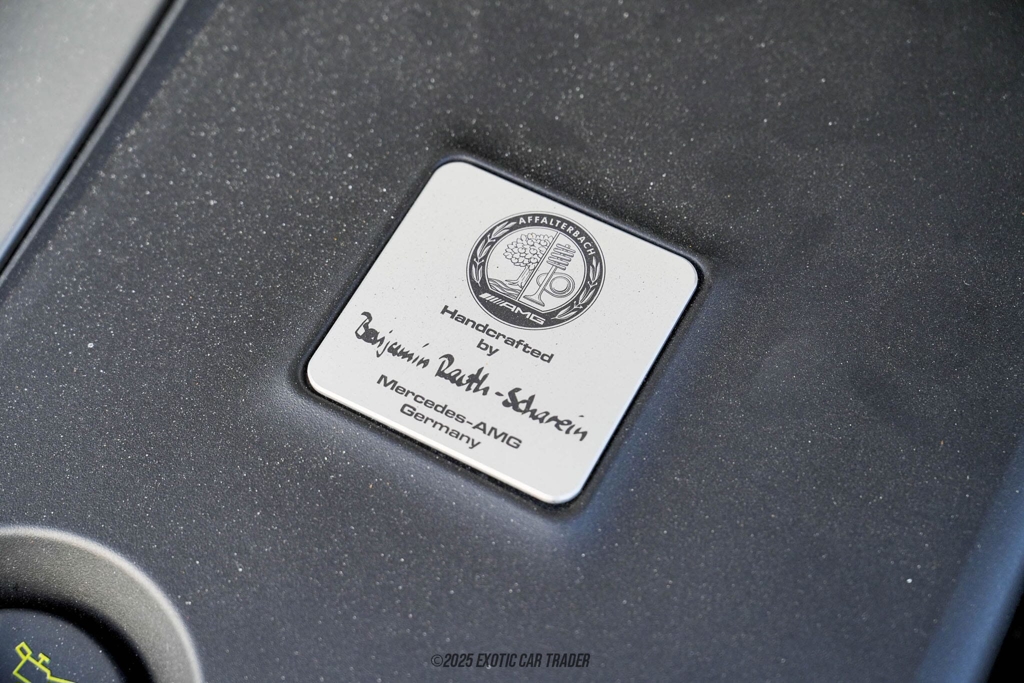 AFFALTERBACH
AMG
Handcrafted
by
Benjamin Rauth-Scharein
Mercedes-AMG
Germany
©2025 EXOTIC CAR TRADER